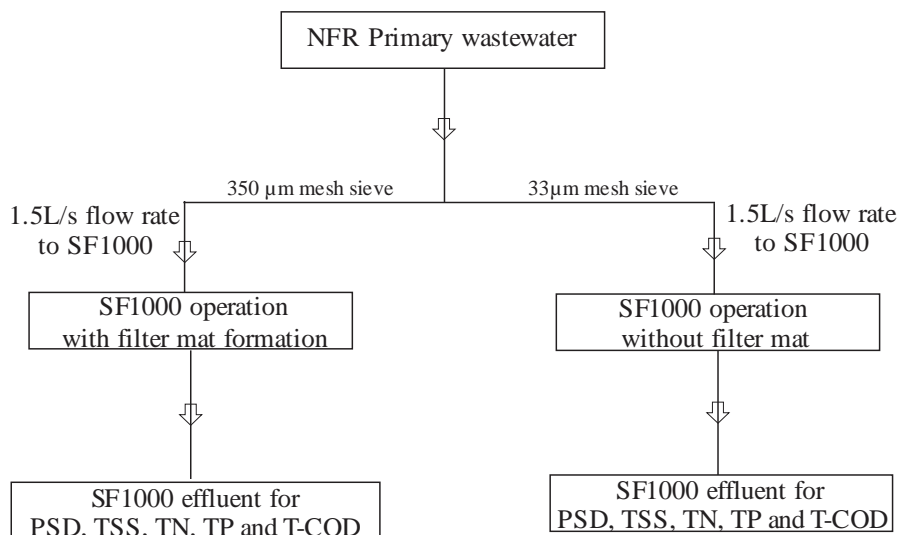 NFR Primary wastewater
350 µm mesh sieve
33µm mesh sieve
1.5L/s flow rate
to SF1000
1.5L/s flow rate
to SF1000
SF1000 operation
with filter mat formation
SF1000 operation
without filter mat
SF1000 effluent for
PSD, TSS, TN, TP and T-COD
SF1000 effluent for
PSD, TSS, TN, TP and T-COD